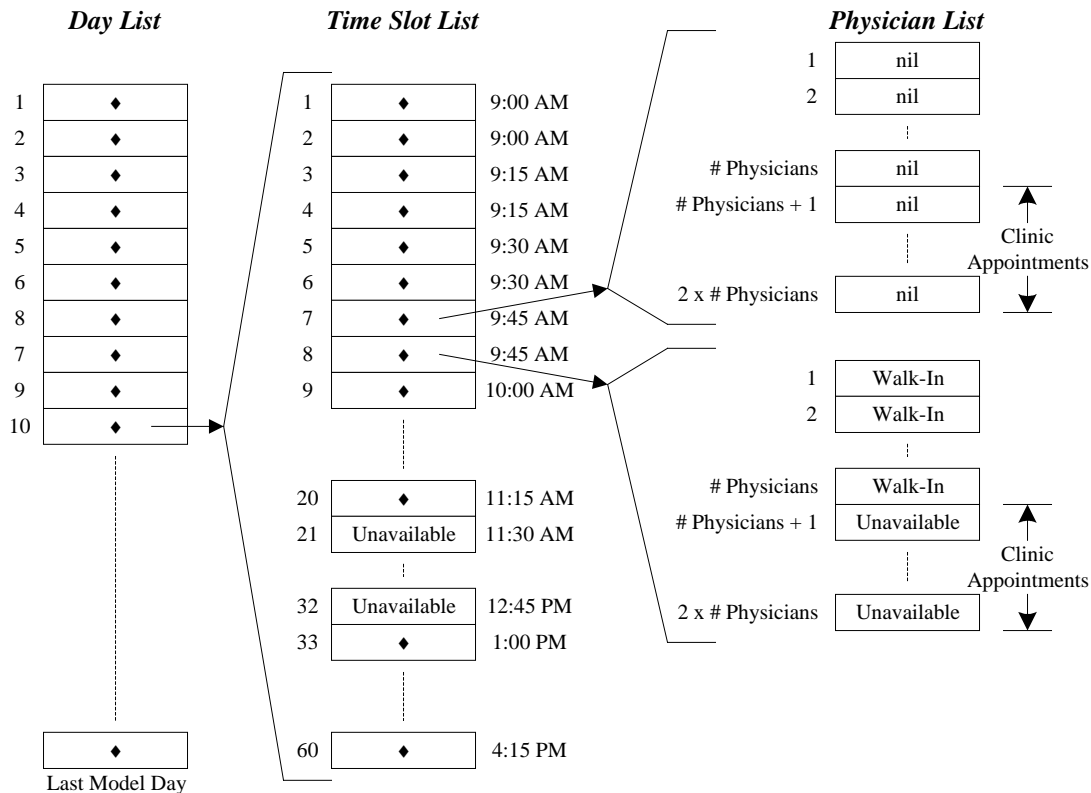 Day List
1
2
3
4
5
6
8
7
9
10
Last Model Day
Time Slot List
1 9:00 AM
2 9:00 AM
3 9:15 AM
4 9:15 AM
5 9:30 AM
6 9:30 AM
7 9:45 AM
8 9:45 AM
9 10:00 AM
20 11:15 AM
21 Unavailable 11:30 AM
32 Unavailable 12:45 PM
33 1:00 PM
60 4:15 PM
Physician List
1 nil
2 nil
# Physicians nil
# Physicians + 1 nil
2 x # Physicians nil
Clinic
Appointments
1 Walk-In
2 Walk-In
# Physicians Walk-In
# Physicians + 1 Unavailable
2 x # Physicians Unavailable
Clinic
Appointments